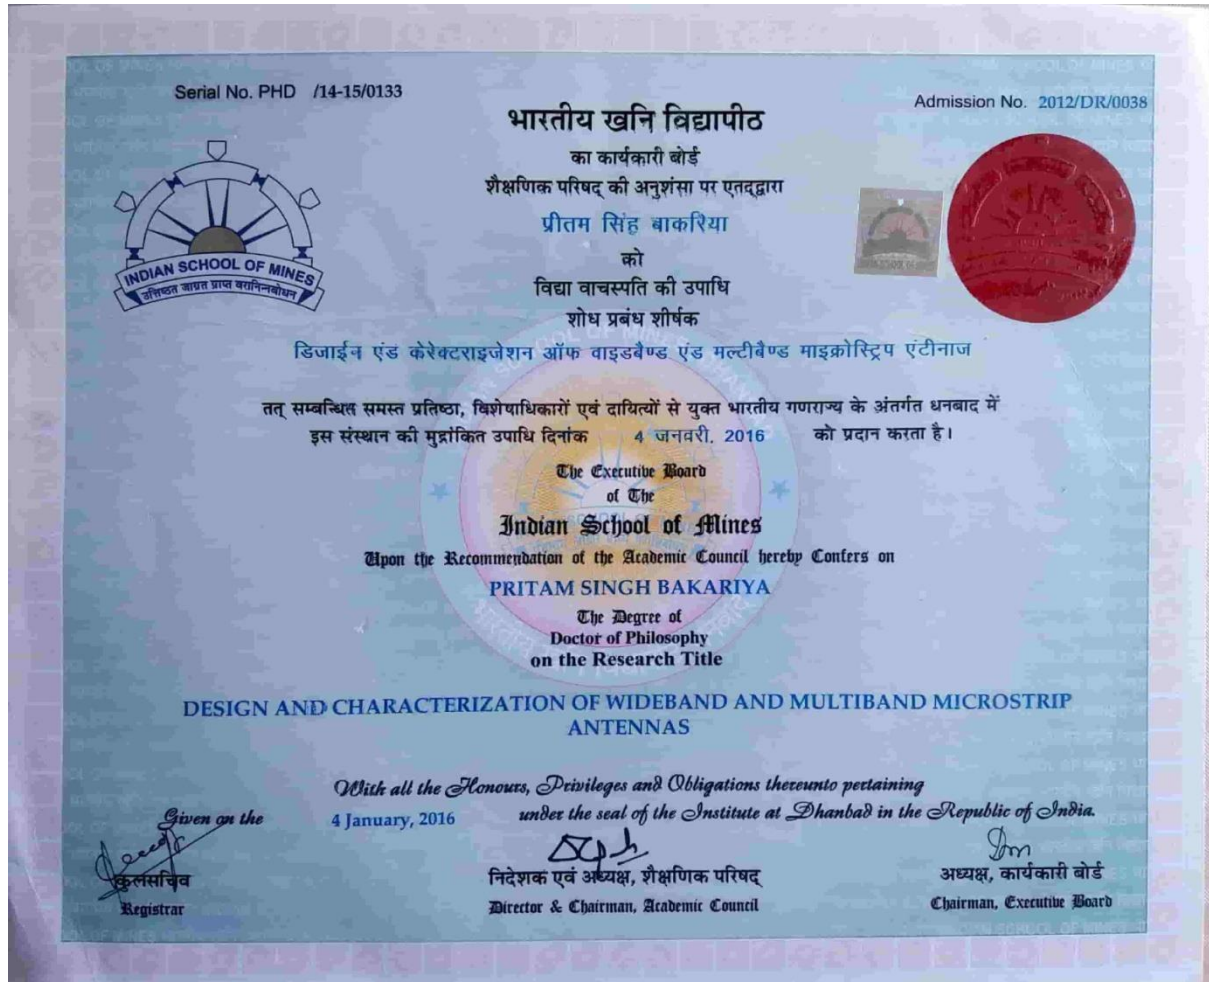 Serial No. PHD /14-15/0133
Admission No. 2012/DR/0038
भारतीय खनि विद्यापीठ
का कार्यकारी बोर्ड
शैक्षणिक परिषद् की अनुशंसा पर एतद्द्वारा
प्रीतम सिंह बाकरिया
को
विद्या वाचस्पति की उपाधि
शोध प्रबंध शीर्षक
INDIAN SCHOOL OF MINES
उत्तिष्ठत जाग्रत प्राप्य वरान्निबोधत
डिजाईन एंड केरेक्टराइजेशन ऑफ वाइडबैण्ड एंड मल्टीबैण्ड माइक्रोस्ट्रिप एंटीनाज
तत् सम्बन्धित समस्त प्रतिष्ठा, विशेषाधिकारों एवं दायित्यों से युक्त भारतीय गणराज्य के अंतर्गत धनबाद में
इस संस्थान की मुद्रांकित उपाधि दिनांक 4 जनवरी, 2016 को प्रदान करता है।
The Executive Board
of The
Indian School of Mines
Upon the Recommendation of the Academic Council hereby Confers on
PRITAM SINGH BAKARIYA
The Degree of
Doctor of Philosophy
on the Research Title
DESIGN AND CHARACTERIZATION OF WIDEBAND AND MULTIBAND MICROSTRIP
ANTENNAS
With all the Honours, Privileges and Obligations thereunto pertaining
Given on the 4 January, 2016 under the seal of the Institute at Dhanbad in the Republic of India.
कुलसचिव
Registrar
निदेशक एवं अध्यक्ष, शैक्षणिक परिषद्
Director & Chairman, Academic Council
अध्यक्ष, कार्यकारी बोर्ड
Chairman, Executive Board